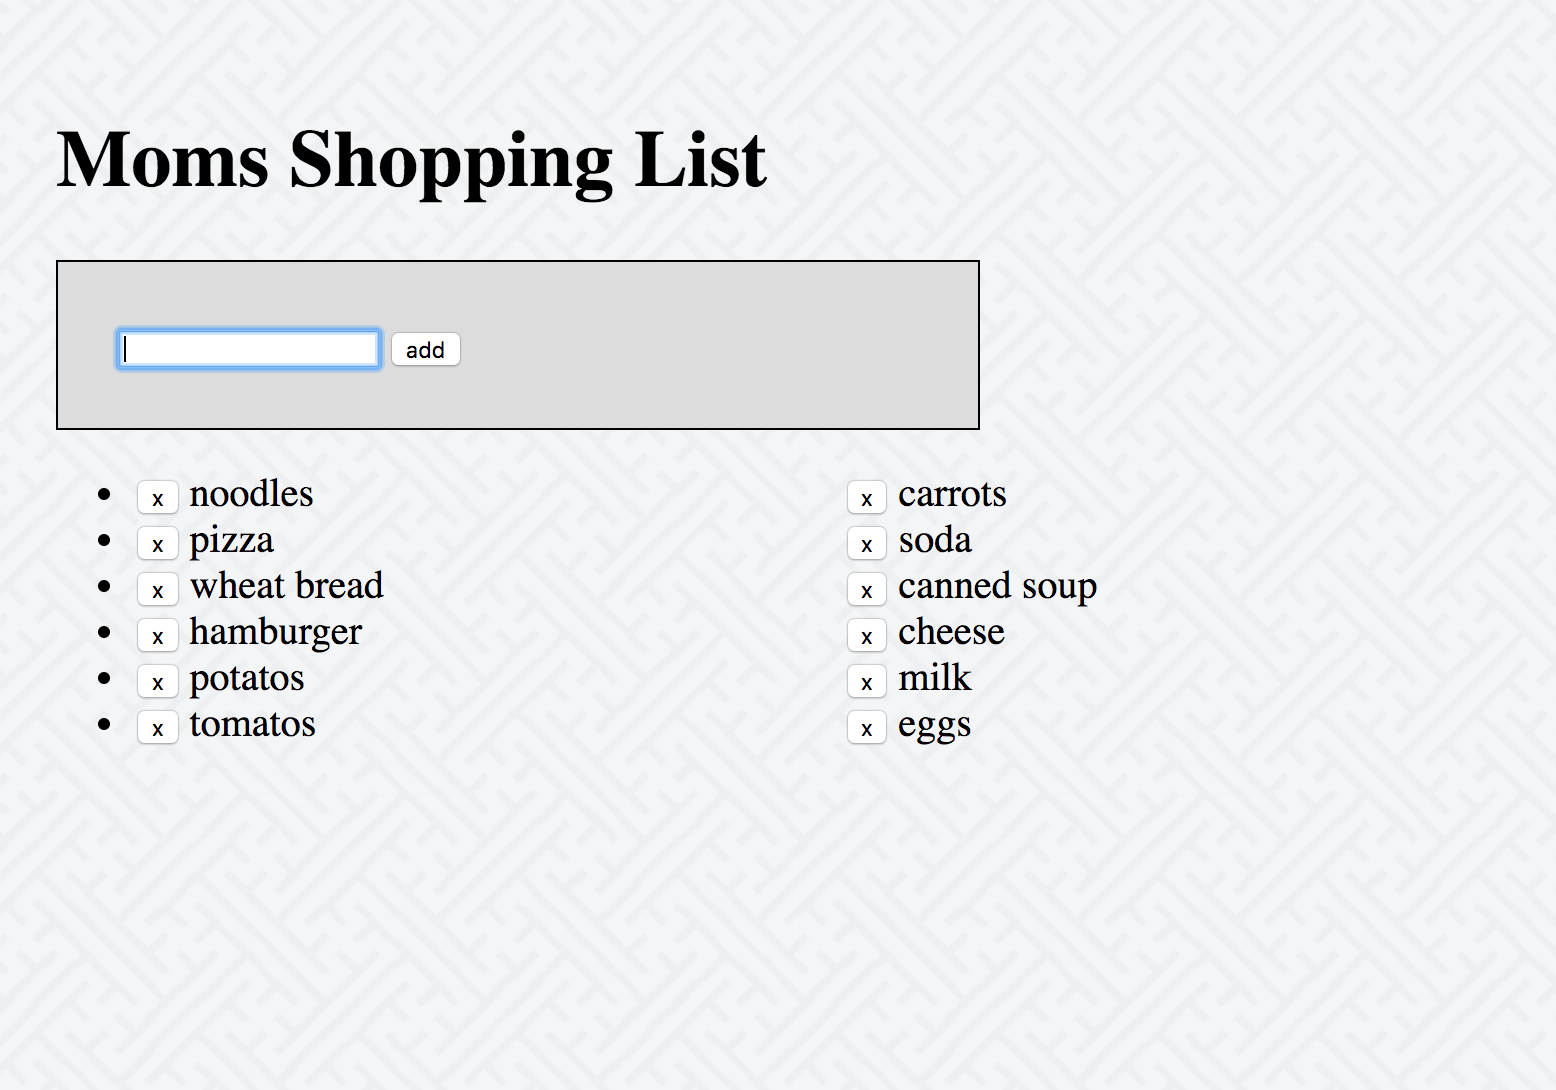 Moms Shopping List
add
• x noodles
• x pizza
• x wheat bread
• x hamburger
• x potatos
• x tomatos
x carrots
x soda
x canned soup
x cheese
x milk
x eggs